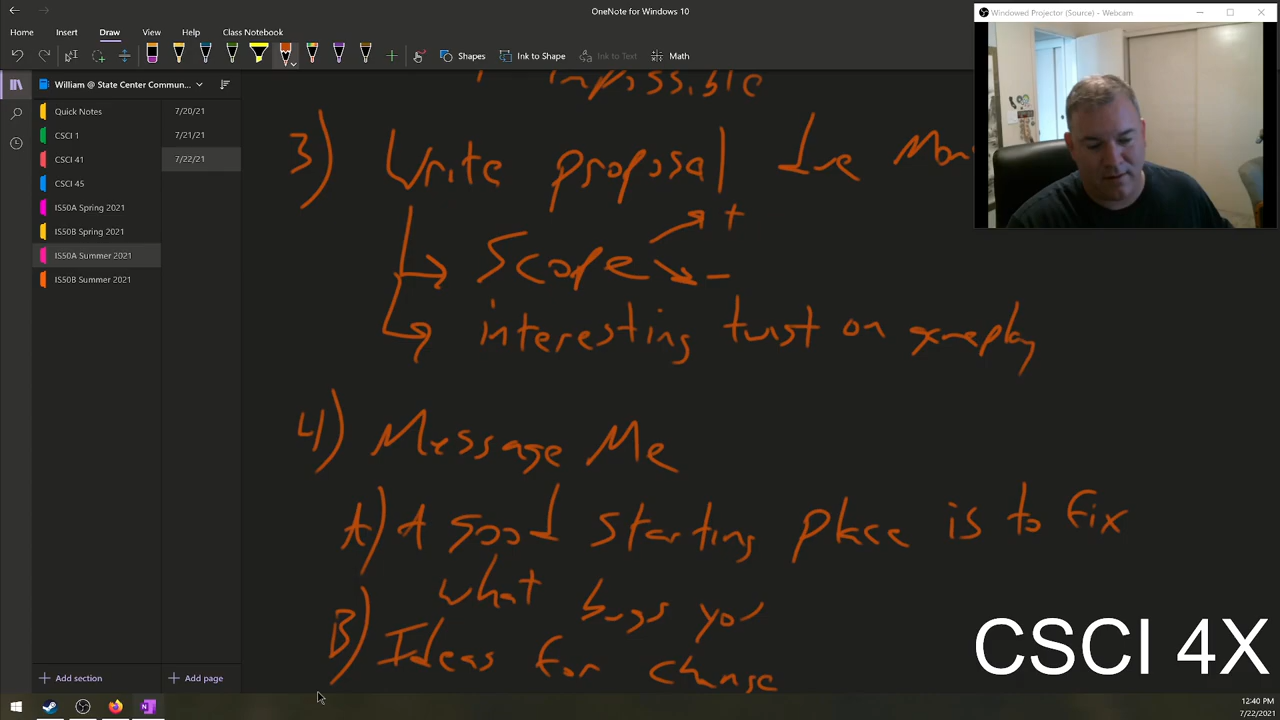 OneNote for Windows 10
Windowed Projector (Source) - Webcam
Home Insert Draw View Help Class Notebook
Shapes Ink to Shape Ink to Text Math
William @ State Center Commun...
Quick Notes
CSCI 1
CSCI 41
CSCI 45
IS50A Spring 2021
IS50B Spring 2021
IS50A Summer 2021
IS50B Summer 2021
7/20/21
7/21/21
7/22/21
impossible
3) Write proposal due Mon
Scope + -
interesting twist on gameplay
4) Message Me
A) A good starting place is to fix
what bugs you
B) Ideas for change
CSCI 4X
Add section
Add page
12:40 PM
7/22/2021